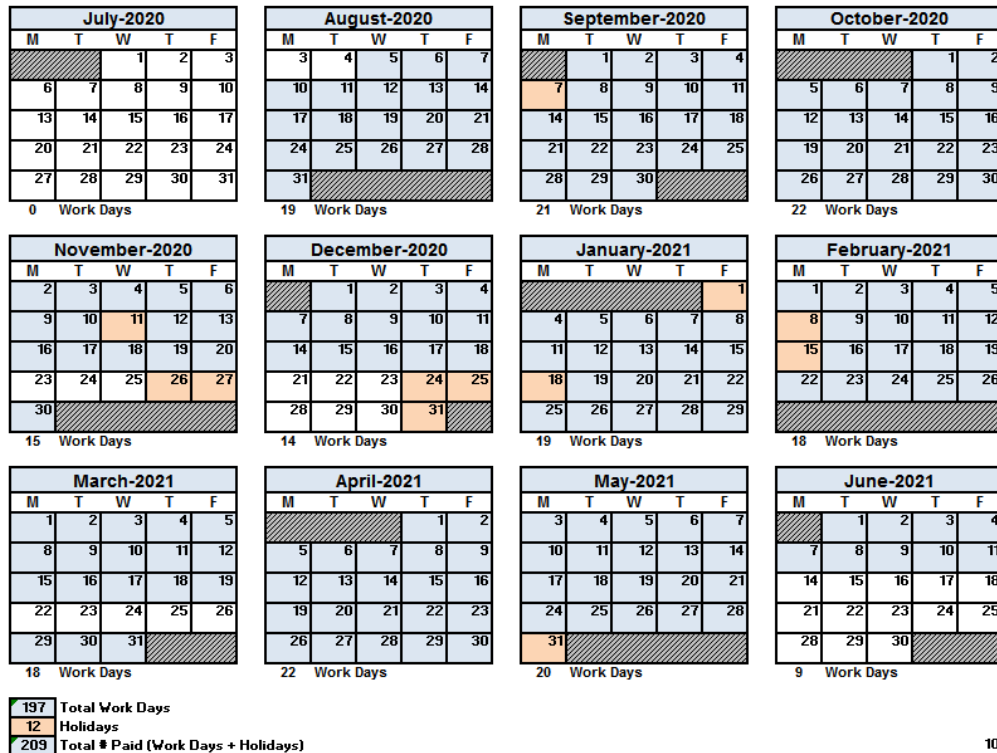 July-2020 August-2020 September-2020 October-2020
M T W T F M T W T F M T W T F M T W T F
1 2 3 3 4 5 6 7 1 2 3 4 1 2
6 7 8 9 10 10 11 12 13 14 7 8 9 10 11 5 6 7 8 9
13 14 15 16 17 17 18 19 20 21 14 15 16 17 18 12 13 14 15 16
20 21 22 23 24 24 25 26 27 28 21 22 23 24 25 19 20 21 22 23
27 28 29 30 31 31 28 29 30 26 27 28 29 30
0 Work Days 19 Work Days 21 Work Days 22 Work Days
November-2020 December-2020 January-2021 February-2021
M T W T F M T W T F M T W T F M T W T F
2 3 4 5 6 1 2 3 4 1 1 2 3 4 5
9 10 11 12 13 7 8 9 10 11 4 5 6 7 8 8 9 10 11 12
16 17 18 19 20 14 15 16 17 18 11 12 13 14 15 15 16 17 18 19
23 24 25 26 27 21 22 23 24 25 18 19 20 21 22 22 23 24 25 26
30 28 29 30 31 25 26 27 28 29
15 Work Days 14 Work Days 19 Work Days 18 Work Days
March-2021 April-2021 May-2021 June-2021
M T W T F M T W T F M T W T F M T W T F
1 2 3 4 5 1 2 3 4 5 6 7 1 2 3 4
8 9 10 11 12 5 6 7 8 9 10 11 12 13 14 7 8 9 10 11
15 16 17 18 19 12 13 14 15 16 17 18 19 20 21 14 15 16 17 18
22 23 24 25 26 19 20 21 22 23 24 25 26 27 28 21 22 23 24 25
29 30 31 26 27 28 29 30 31 28 29 30
18 Work Days 22 Work Days 20 Work Days 9 Work Days
197 Total Work Days
12 Holidays
209 Total # Paid (Work Days + Holidays)